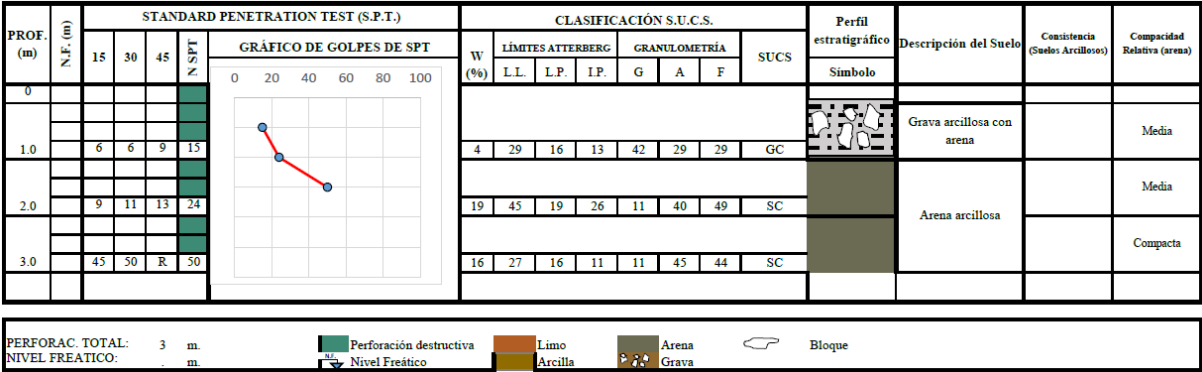 STANDARD PENETRATION TEST (S.P.T.) CLASIFICACIÓN S.U.C.S. Perfil estratigráfico Descripción del Suelo Consistencia (Suelos Arcillosos) Compacidad Relativa (arena)
PROF. (m) N.F. (m) 15 30 45 N SPT GRÁFICO DE GOLPES DE SPT W (%) LÍMITES ATTERBERG GRANULOMETRÍA SUCS
L.L. L.P. I.P. G A F Símbolo
0 20 40 60 80 100
0
Grava arcillosa con arena Media
1.0 6 6 9 15 4 29 16 13 42 29 29 GC
Media
2.0 9 11 13 24 19 45 19 26 11 40 49 SC
Arena arcillosa
Compacta
3.0 45 50 R 50 16 27 16 11 11 45 44 SC
PERFORAC. TOTAL: 3 m. Perforación destructiva Limo Arena Bloque
NIVEL FREATICO: . m. N.F. Nivel Freático Arcilla Grava